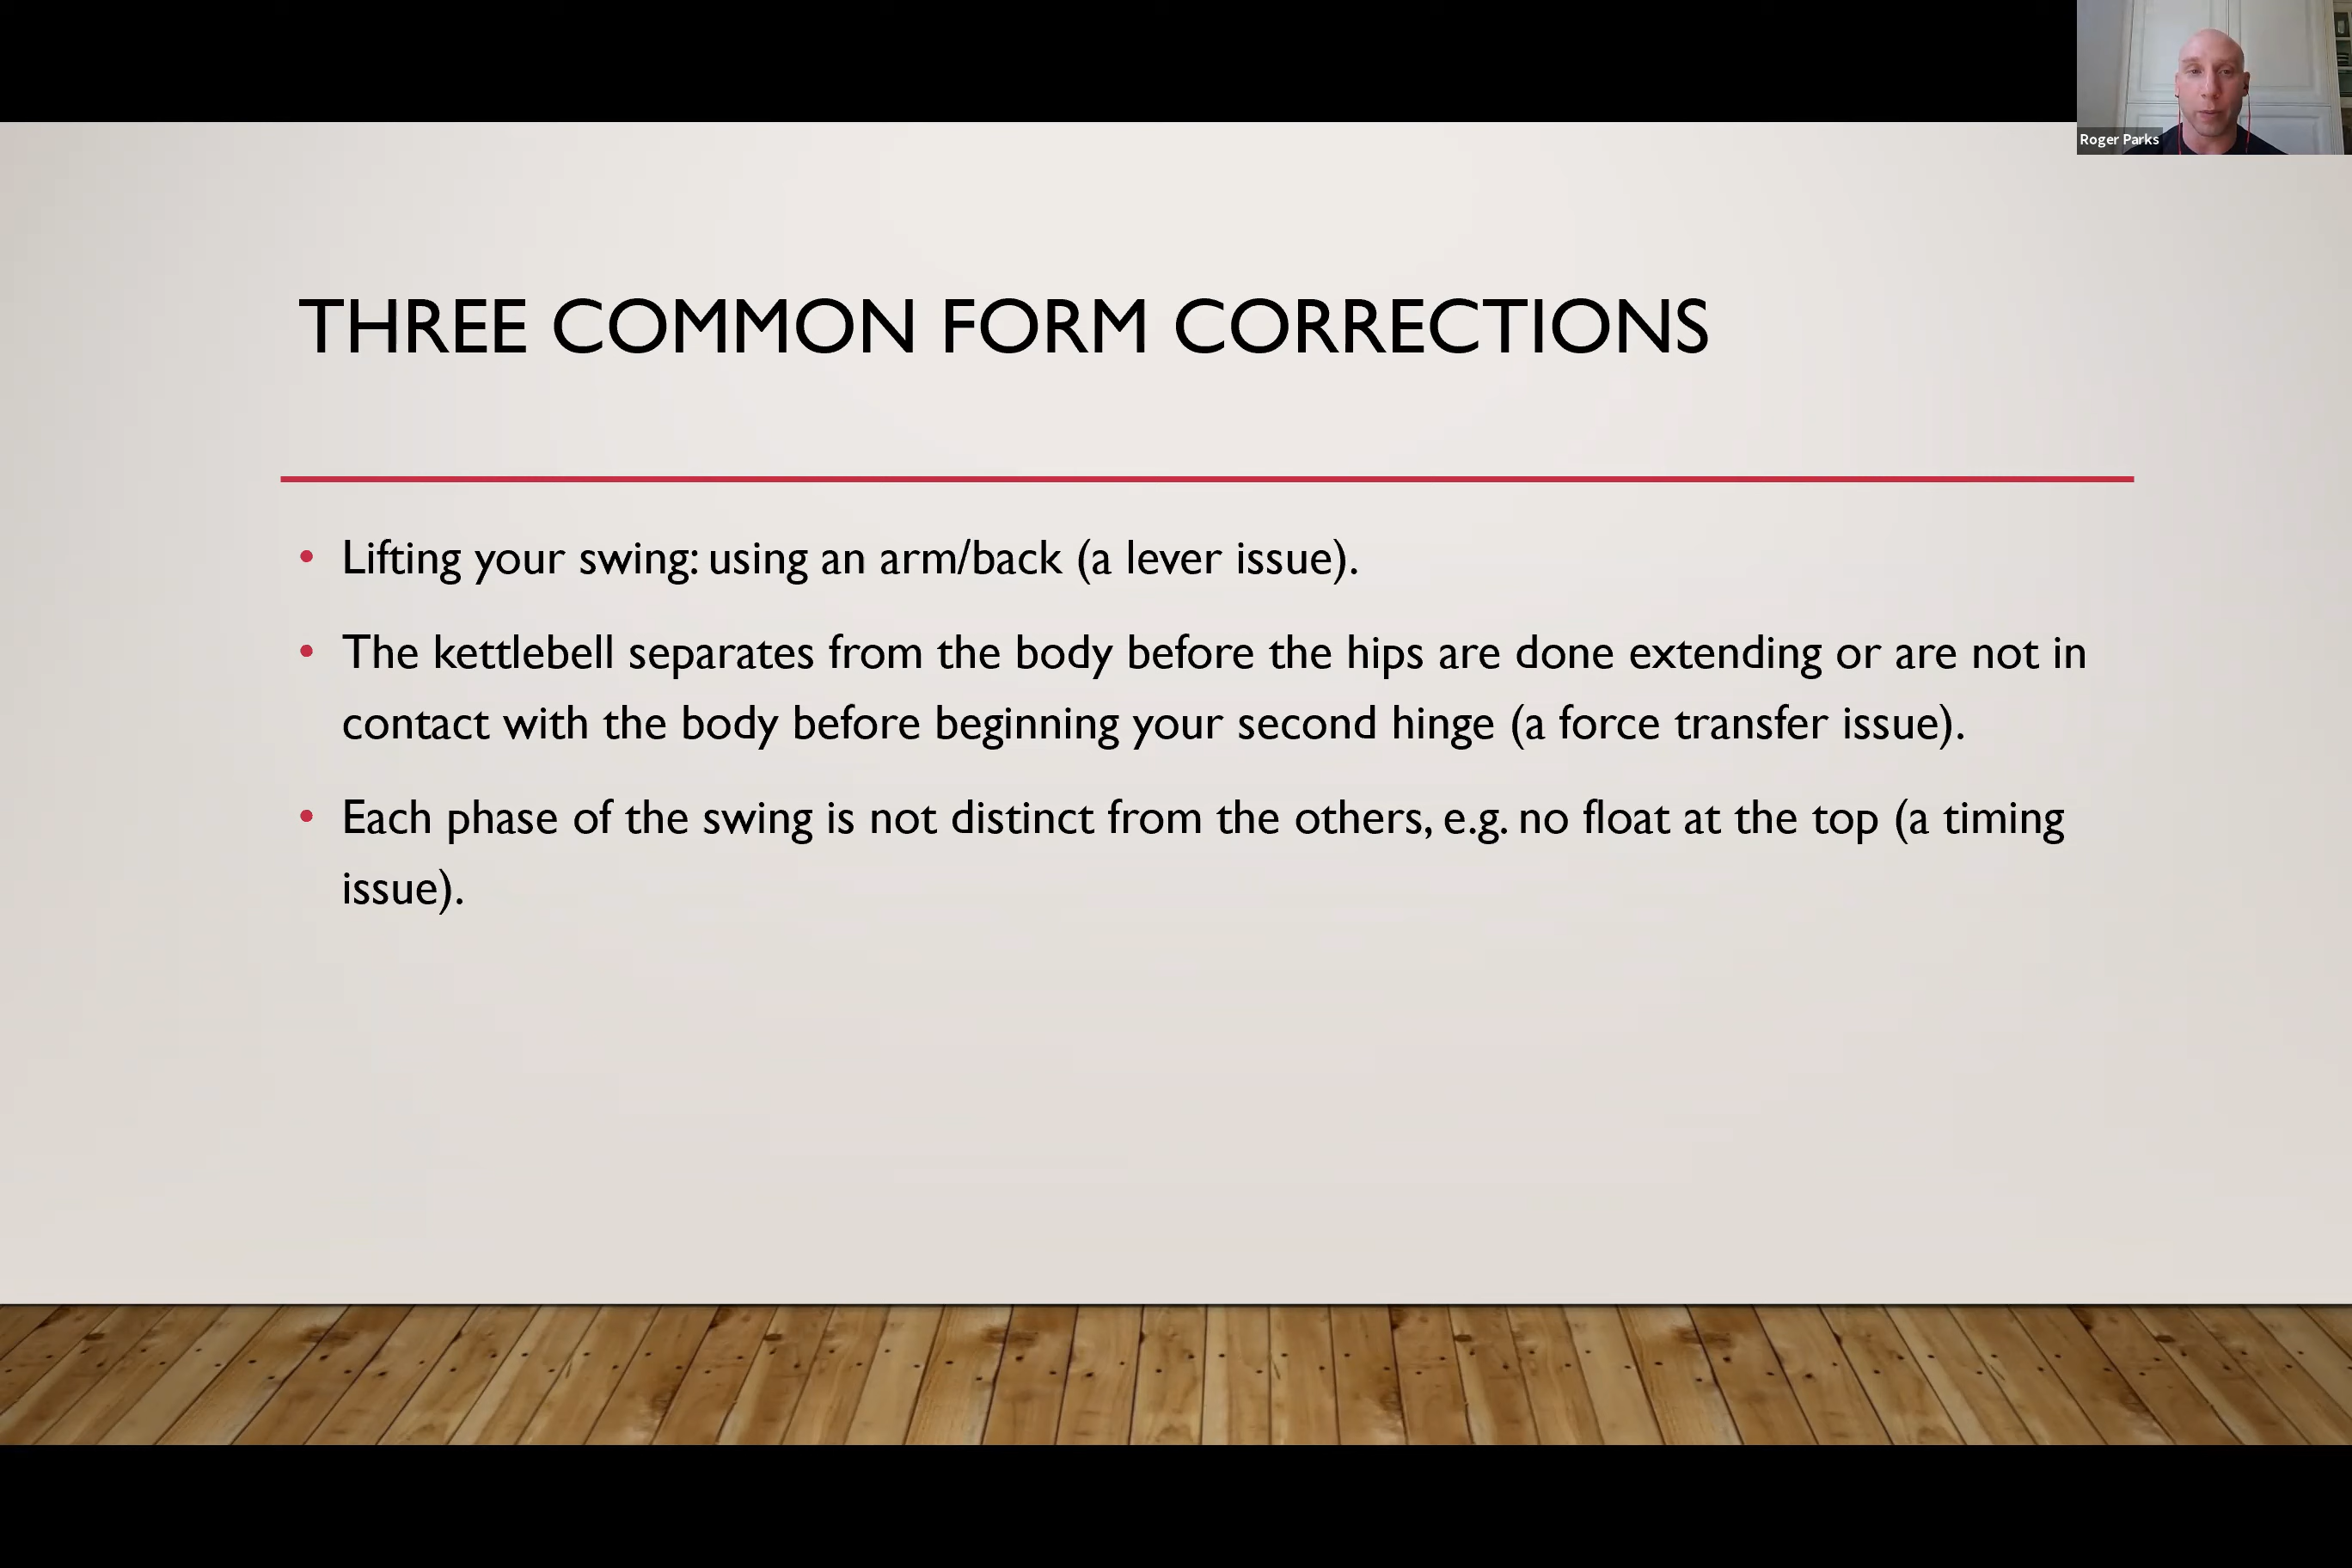 Roger Parks
THREE COMMON FORM CORRECTIONS
• Lifting your swing: using an arm/back (a lever issue).
• The kettlebell separates from the body before the hips are done extending or are not in
contact with the body before beginning your second hinge (a force transfer issue).
• Each phase of the swing is not distinct from the others, e.g. no float at the top (a timing
issue).